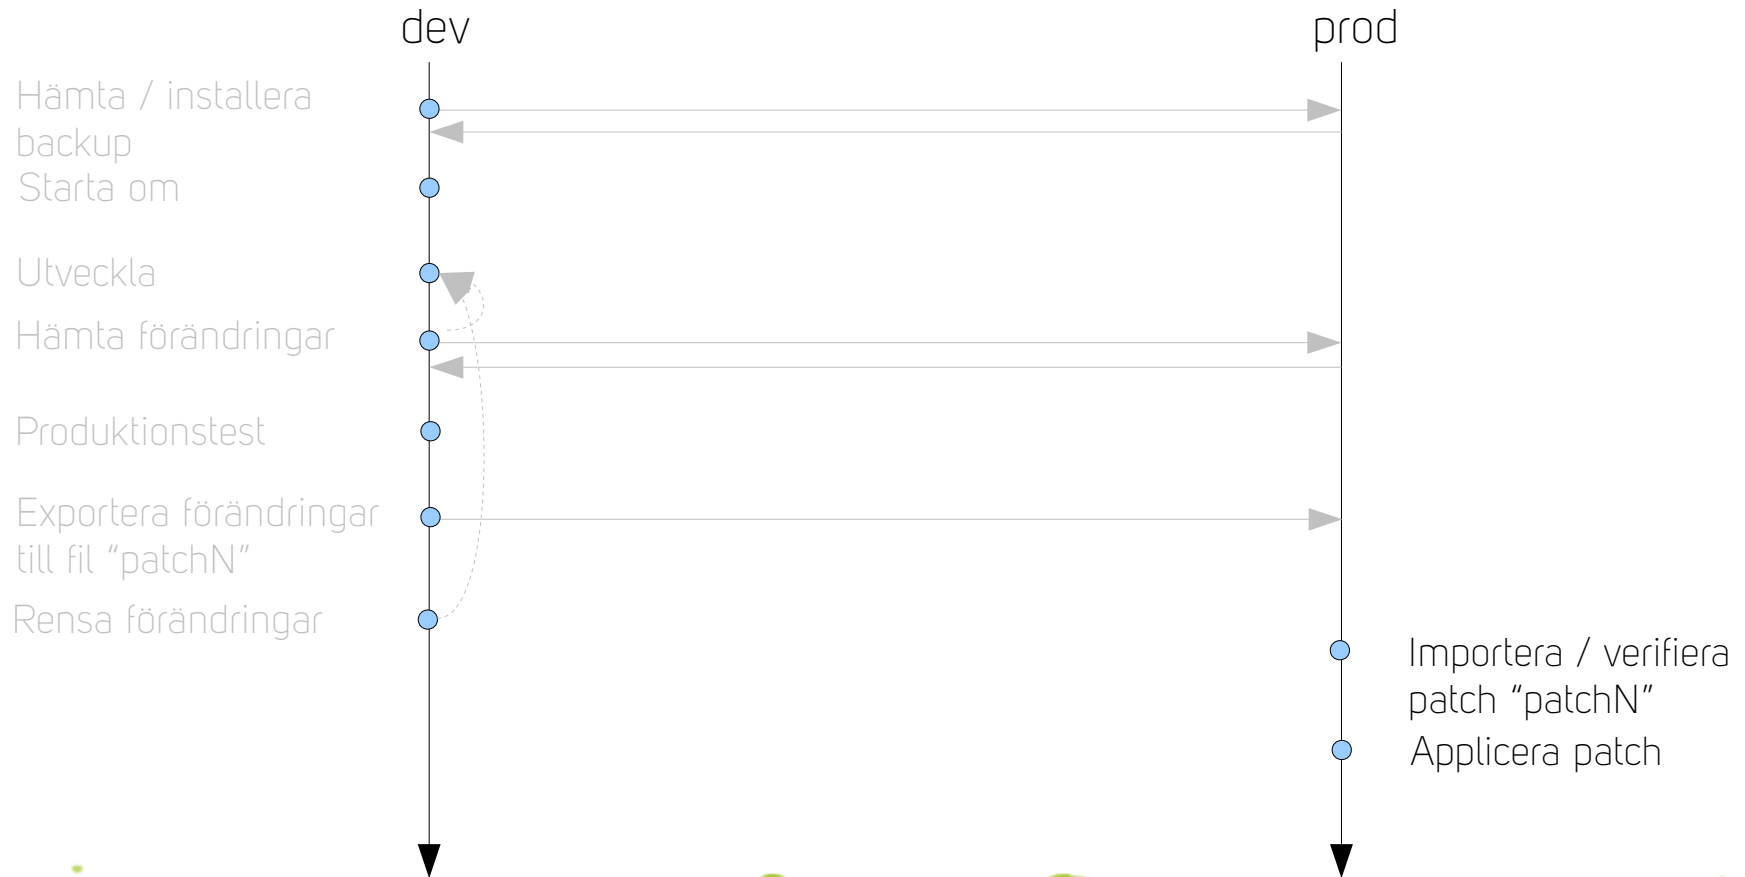 dev
prod
Hämta / installera
backup
Starta om
Utveckla
Hämta förändringar
Produktionstest
Exportera förändringar
till fil “patchN”
Rensa förändringar
Importera / verifiera
patch “patchN”
Applicera patch